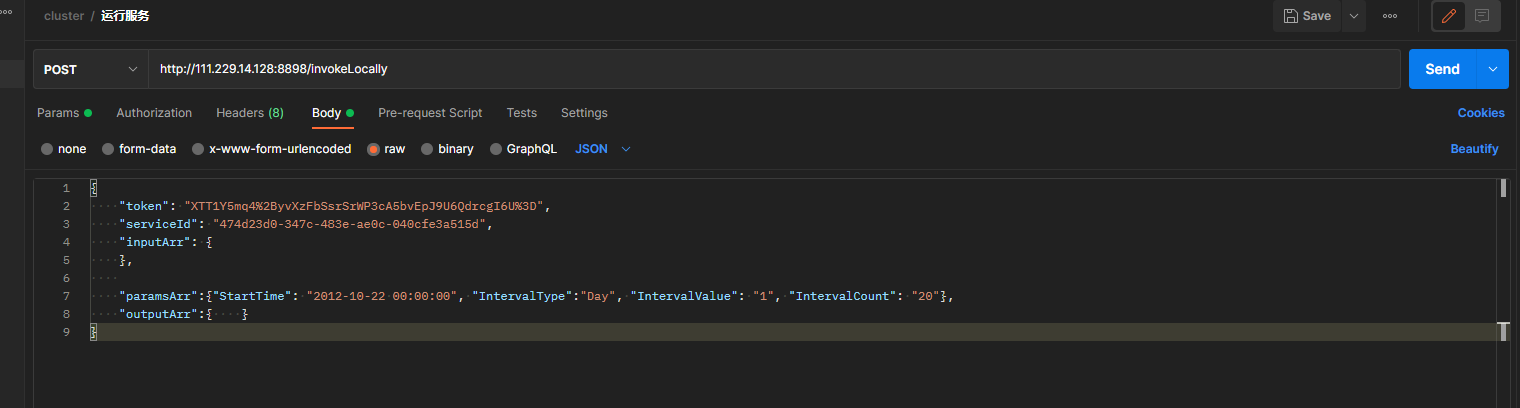 cluster / 运行服务
Save
POST http://111.229.14.128:8898/invokeLocally Send
Params Authorization Headers (8) Body Pre-request Script Tests Settings Cookies
none form-data x-www-form-urlencoded raw binary GraphQL JSON Beautify
1 {
2 "token": "XTT1Y5mq4%2ByvXzFbSsrSrWP3cA5bvEpJ9U6QdrcgI6U%3D",
3 "serviceId": "474d23d0-347c-483e-ae0c-040cfe3a515d",
4 "inputArr": {
5 },
6
7 "paramsArr":{"StartTime": "2012-10-22 00:00:00", "IntervalType":"Day", "IntervalValue": "1", "IntervalCount": "20"},
8 "outputArr":{ }
9 }